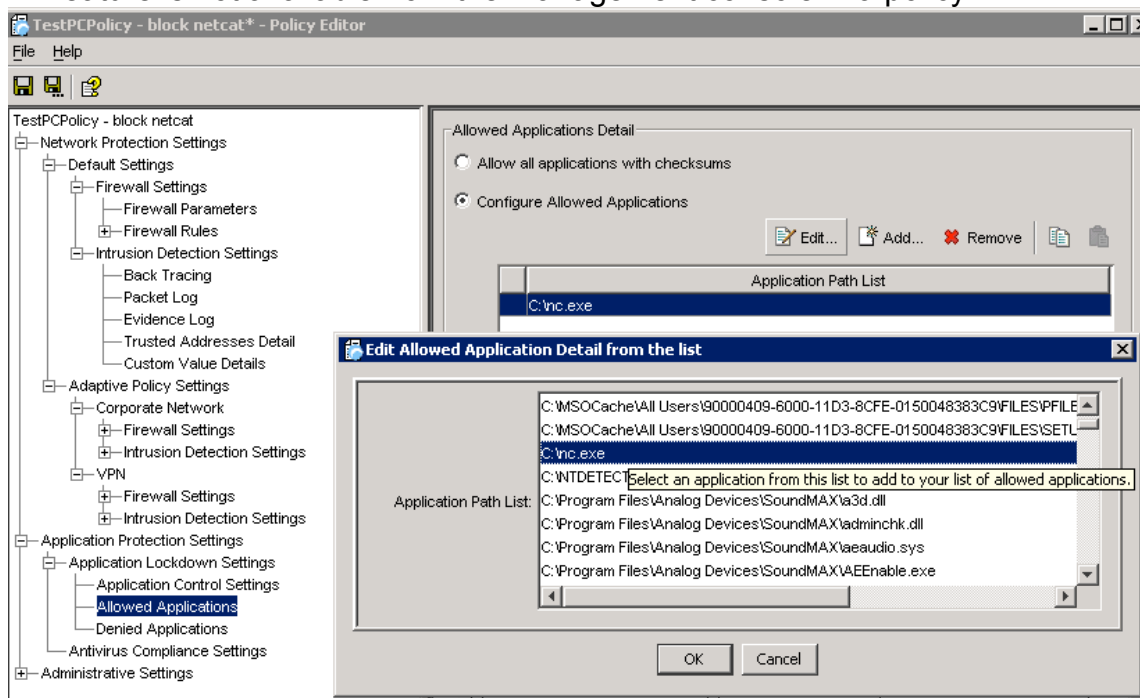 TestPCPolicy - block netcat* - Policy Editor
File Help
TestPCPolicy - block netcat
Network Protection Settings
Default Settings
Firewall Settings
Firewall Parameters
Firewall Rules
Intrusion Detection Settings
Back Tracing
Packet Log
Evidence Log
Trusted Addresses Detail
Custom Value Details
Adaptive Policy Settings
Corporate Network
Firewall Settings
Intrusion Detection Settings
VPN
Firewall Settings
Intrusion Detection Settings
Application Protection Settings
Application Lockdown Settings
Application Control Settings
Allowed Applications
Denied Applications
Antivirus Compliance Settings
Administrative Settings
Allowed Applications Detail
Allow all applications with checksums
Configure Allowed Applications
Edit... Add... Remove
Application Path List
C:\nc.exe
Edit Allowed Application Detail from the list
Application Path List:
C:\MSOCache\All Users\90000409-6000-11D3-8CFE-0150048383C9\FILES\PFILE
C:\MSOCache\All Users\90000409-6000-11D3-8CFE-0150048383C9\FILES\SETU
C:\nc.exe
C:\NTDETECT
Select an application from this list to add to your list of allowed applications.
C:\Program Files\Analog Devices\SoundMAX\a3d.dll
C:\Program Files\Analog Devices\SoundMAX\adminchk.dll
C:\Program Files\Analog Devices\SoundMAX\aeaudio.sys
C:\Program Files\Analog Devices\SoundMAX\AEEnable.exe
OK Cancel